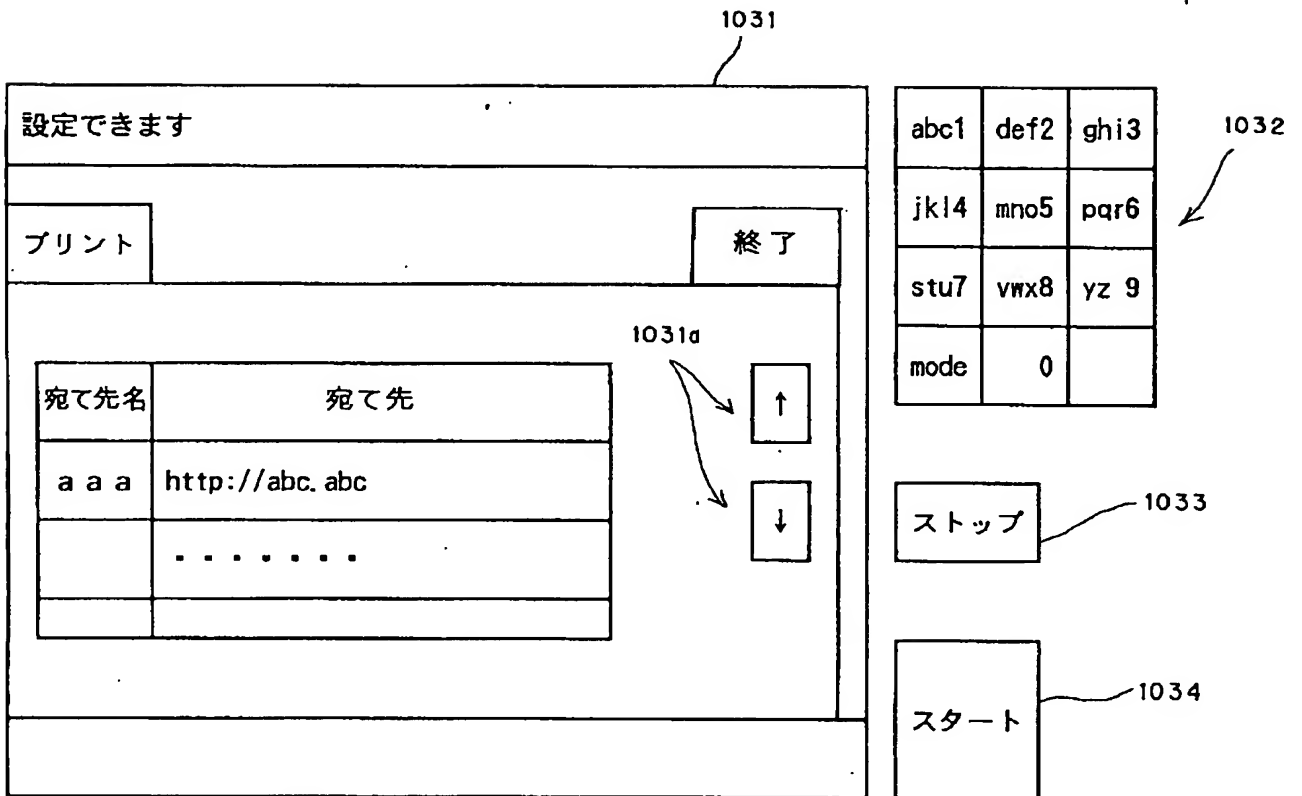 1031
設定できます
プリント
終了
1031a
宛て先名 宛て先
↑
a a a http://abc.abc
.......
↓
abc1 def2 ghi3
1032
jkl4 mno5 pqr6
stu7 vwx8 yz 9
mode 0
ストップ
1033
スタート
1034